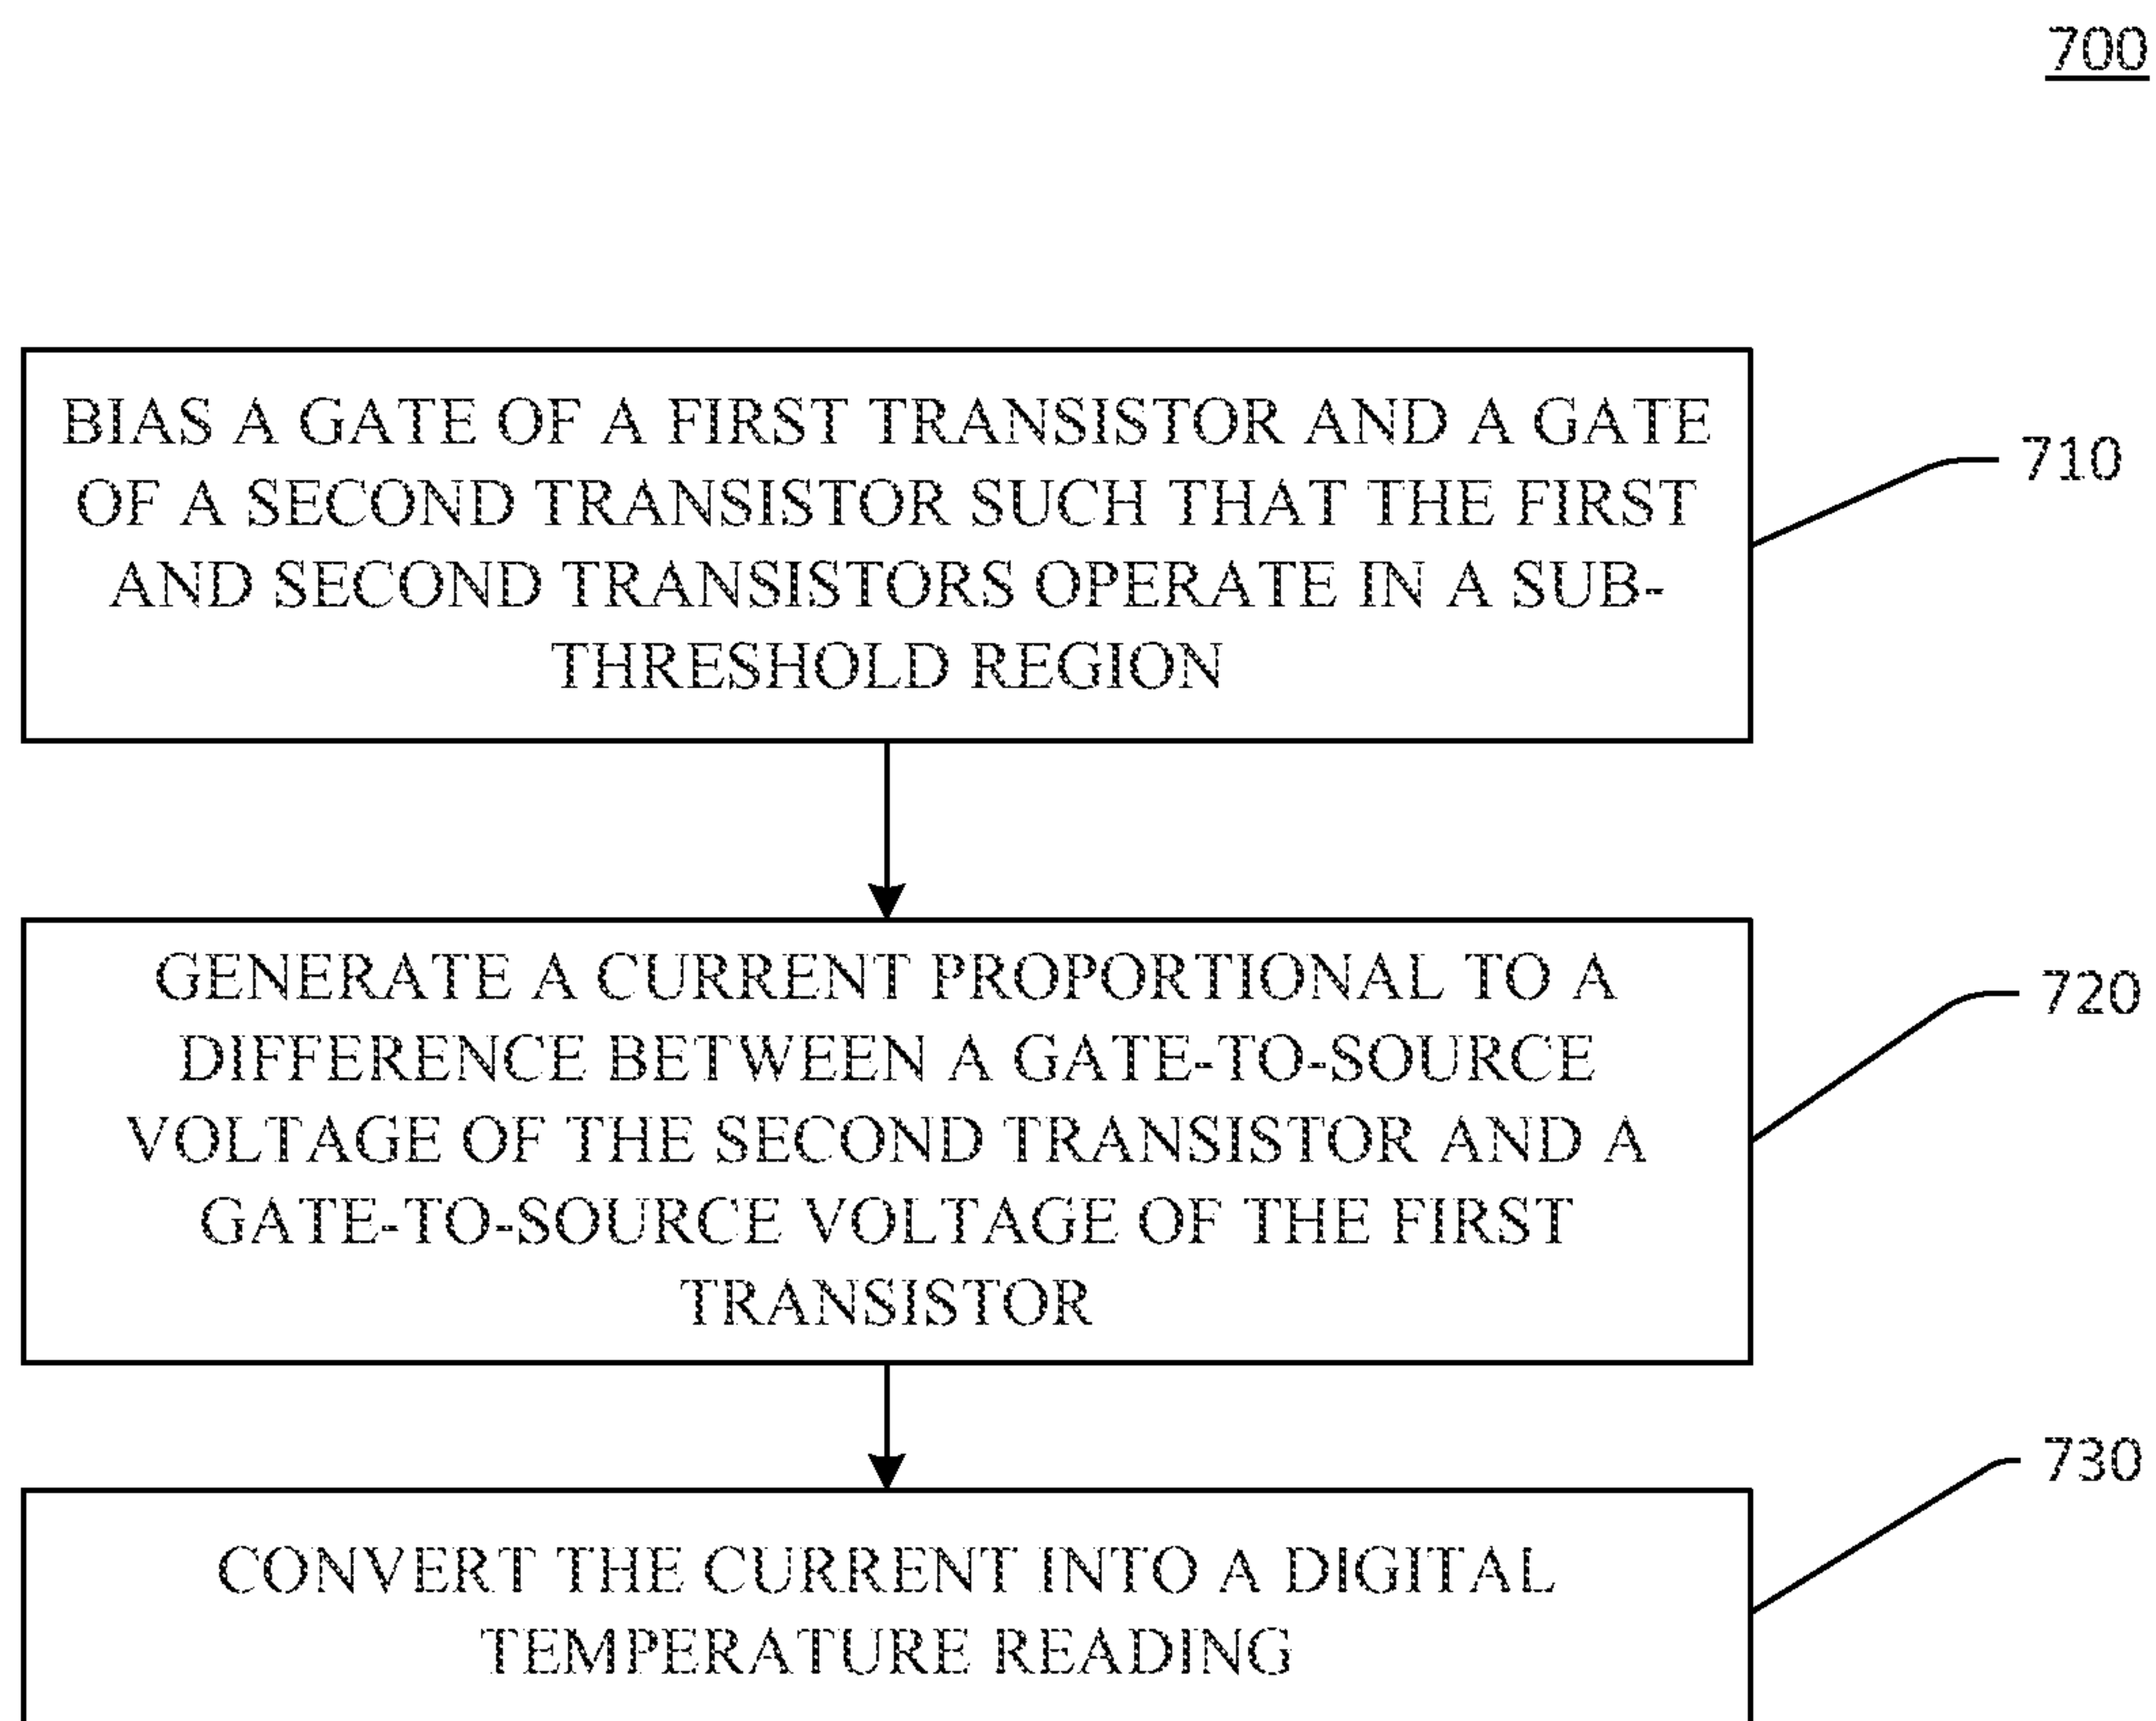 700
BIAS A GATE OF A FIRST TRANSISTOR AND A GATE
OF A SECOND TRANSISTOR SUCH THAT THE FIRST
AND SECOND TRANSISTORS OPERATE IN A SUB-
THRESHOLD REGION
710
GENERATE A CURRENT PROPORTIONAL TO A
DIFFERENCE BETWEEN A GATE-TO-SOURCE
VOLTAGE OF THE SECOND TRANSISTOR AND A
GATE-TO-SOURCE VOLTAGE OF THE FIRST
TRANSISTOR
720
CONVERT THE CURRENT INTO A DIGITAL
TEMPERATURE READING
730